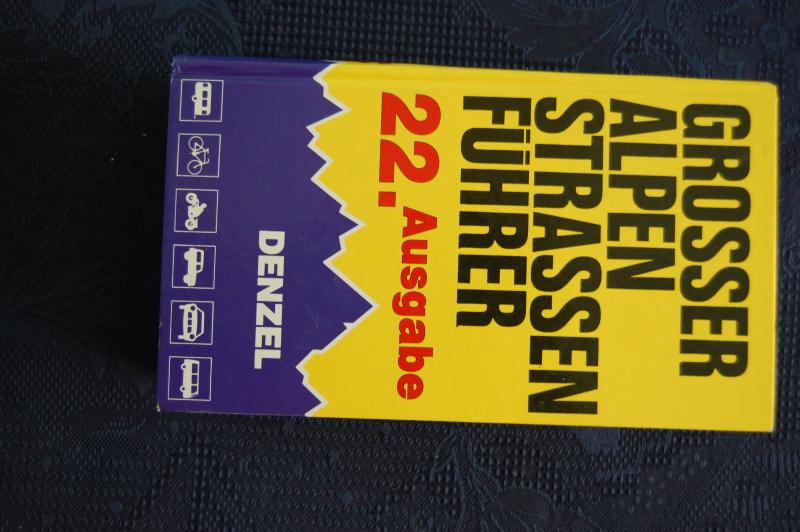 GROSSER
ALPEN
STRASSEN
FÜHRER
22. Ausgabe
DENZEL